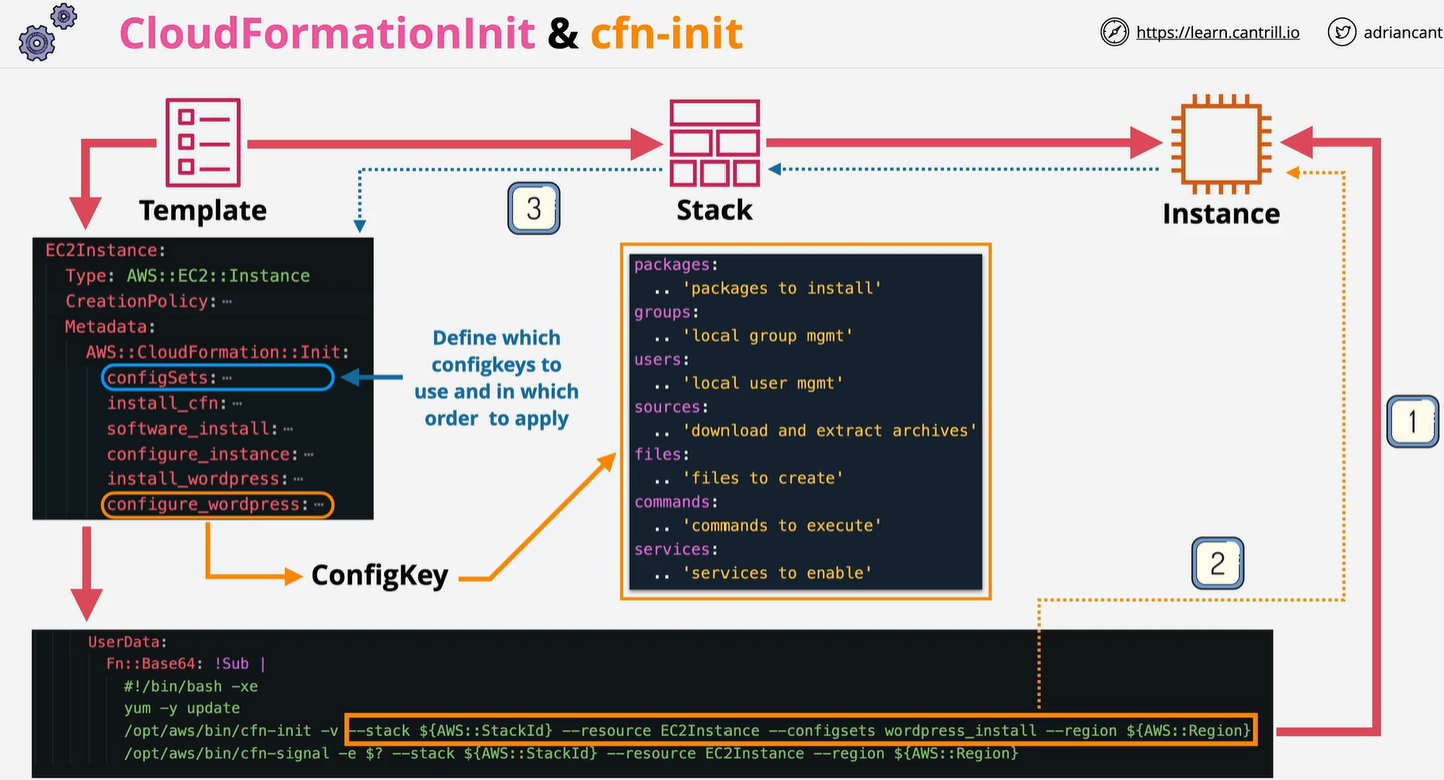 CloudFormationInit & cfn-init
https://learn.cantrill.io
adriancant
Template
Stack
Instance
3
EC2Instance:
Type: AWS::EC2::Instance
CreationPolicy: ⋯
Metadata:
AWS::CloudFormation::Init:
configSets: ⋯
install_cfn: ⋯
software_install: ⋯
configure_instance: ⋯
install_wordpress: ⋯
configure_wordpress: ⋯
Define which
configkeys to
use and in which
order to apply
packages:
.. 'packages to install'
groups:
.. 'local group mgmt'
users:
.. 'local user mgmt'
sources:
.. 'download and extract archives'
files:
.. 'files to create'
commands:
.. 'commands to execute'
services:
.. 'services to enable'
1
2
ConfigKey
UserData:
Fn::Base64: !Sub |
#!/bin/bash -xe
yum -y update
/opt/aws/bin/cfn-init -v --stack ${AWS::StackId} --resource EC2Instance --configsets wordpress_install --region ${AWS::Region}
/opt/aws/bin/cfn-signal -e $? --stack ${AWS::StackId} --resource EC2Instance --region ${AWS::Region}